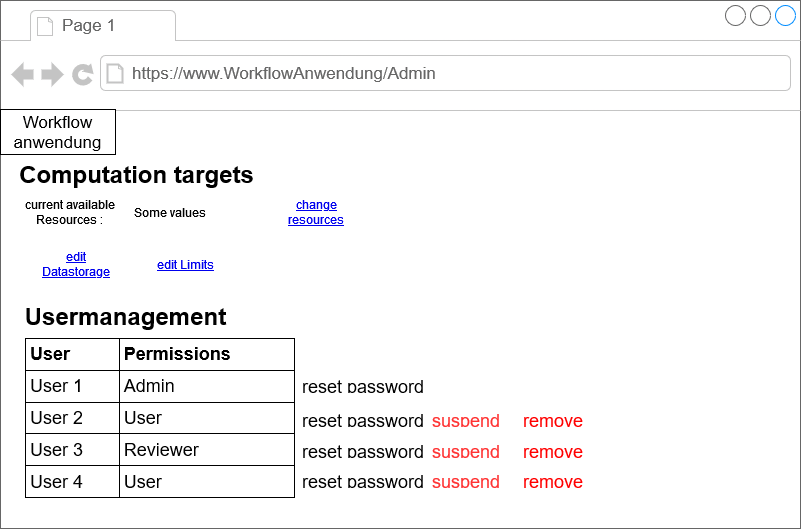 Page 1
https://www.WorkflowAnwendung/Admin
Workflow
anwendung
Computation targets
current available
Resources :
Some values
change
resources
edit
Datastorage
edit Limits
Usermanagement
User Permissions
User 1 Admin reset password
User 2 User reset password suspend remove
User 3 Reviewer reset password suspend remove
User 4 User reset password suspend remove